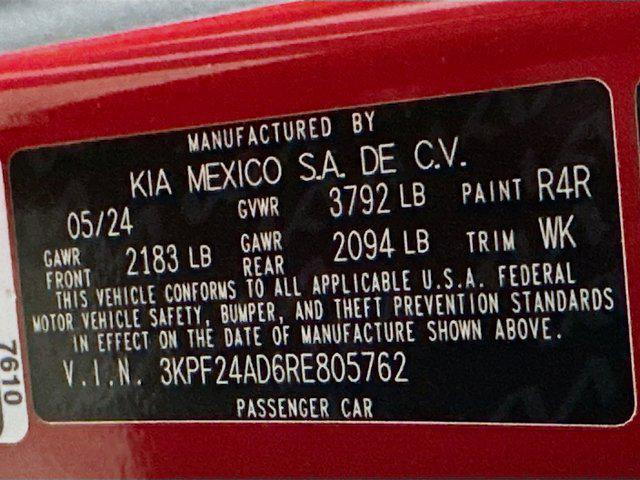 MANUFACTURED BY
KIA MEXICO S.A. DE C.V.
05/24 GVWR 3792 LB PAINT R4R
GAWR FRONT 2183 LB GAWR REAR 2094 LB TRIM WK
THIS VEHICLE CONFORMS TO ALL APPLICABLE U.S.A. FEDERAL
MOTOR VEHICLE SAFETY, BUMPER, AND THEFT PREVENTION STANDARDS
IN EFFECT ON THE DATE OF MANUFACTURE SHOWN ABOVE.
V.I.N. 3KPF24AD6RE805762
PASSENGER CAR
7610